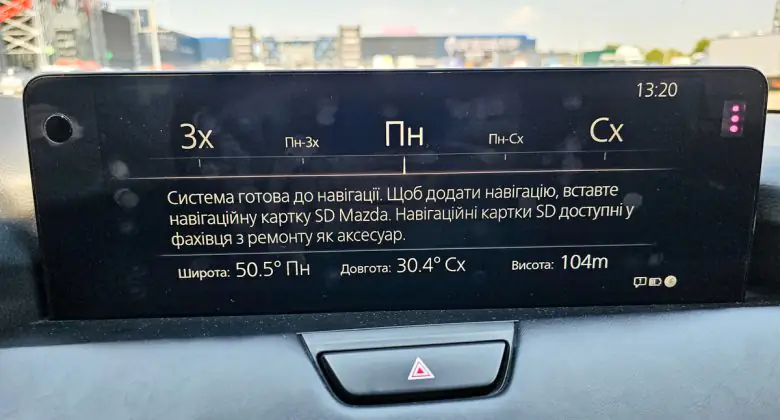 13:20
Зх Пн-Зх Пн Пн-Сх Сх
Система готова до навігації. Щоб додати навігацію, вставте
навігаційну картку SD Mazda. Навігаційні картки SD доступні у
фахівця з ремонту як аксесуар.
Широта: 50.5° Пн Довгота: 30.4° Сх Висота: 104m